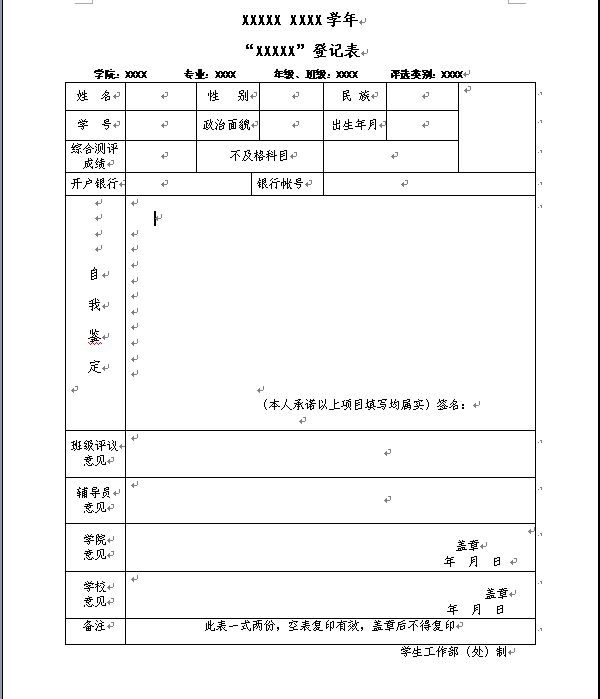 XXXXX XXXX学年
“XXXXX”登记表
学院：XXXX 专业：XXXX 年级、班级：XXXX 评选类别：XXXX
姓 名 性 别 民 族
学 号 政治面貌 出生年月
综合测评
成绩 不及格科目
开户银行 银行帐号
自
我
鉴
定
（本人承诺以上项目填写均属实）签名：
班级评议
意见
辅导员
意见
学院
意见
盖章
年 月 日
学校
意见
盖章
年 月 日
备注 此表一式两份，空表复印有效，盖章后不得复印
学生工作部（处）制